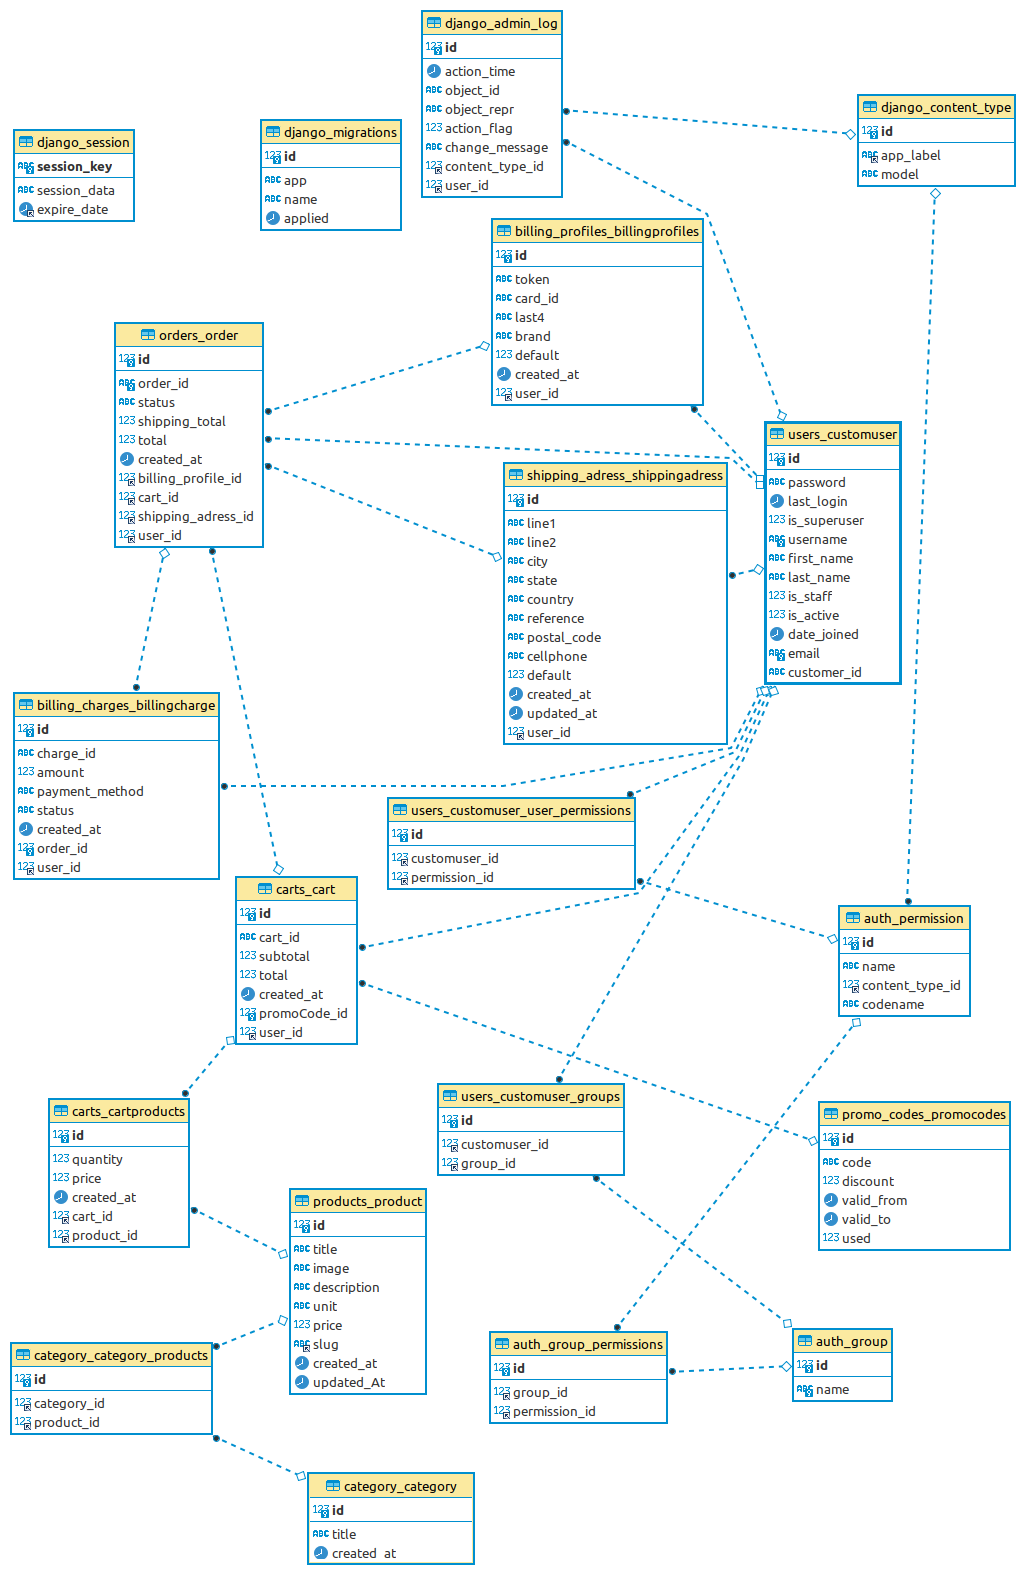 django_admin_log
id
action_time
object_id
object_repr
action_flag
change_message
content_type_id
user_id
django_content_type
id
app_label
model
django_session
session_key
session_data
expire_date
django_migrations
id
app
name
applied
billing_profiles_billingprofiles
id
token
card_id
last4
brand
default
created_at
user_id
orders_order
id
order_id
status
shipping_total
total
created_at
billing_profile_id
cart_id
shipping_adress_id
user_id
users_customuser
id
password
last_login
is_superuser
username
first_name
last_name
is_staff
is_active
date_joined
email
customer_id
shipping_adress_shippingadress
id
line1
line2
city
state
country
reference
postal_code
cellphone
default
created_at
updated_at
user_id
billing_charges_billingcharge
id
charge_id
amount
payment_method
status
created_at
order_id
user_id
users_customuser_user_permissions
id
customuser_id
permission_id
carts_cart
id
cart_id
subtotal
total
created_at
promoCode_id
user_id
auth_permission
id
name
content_type_id
codename
carts_cartproducts
id
quantity
price
created_at
cart_id
product_id
users_customuser_groups
id
customuser_id
group_id
promo_codes_promocodes
id
code
discount
valid_from
valid_to
used
products_product
id
title
image
description
unit
price
slug
created_at
updated_At
category_category_products
id
category_id
product_id
auth_group_permissions
id
group_id
permission_id
auth_group
id
name
category_category
id
title
created_at